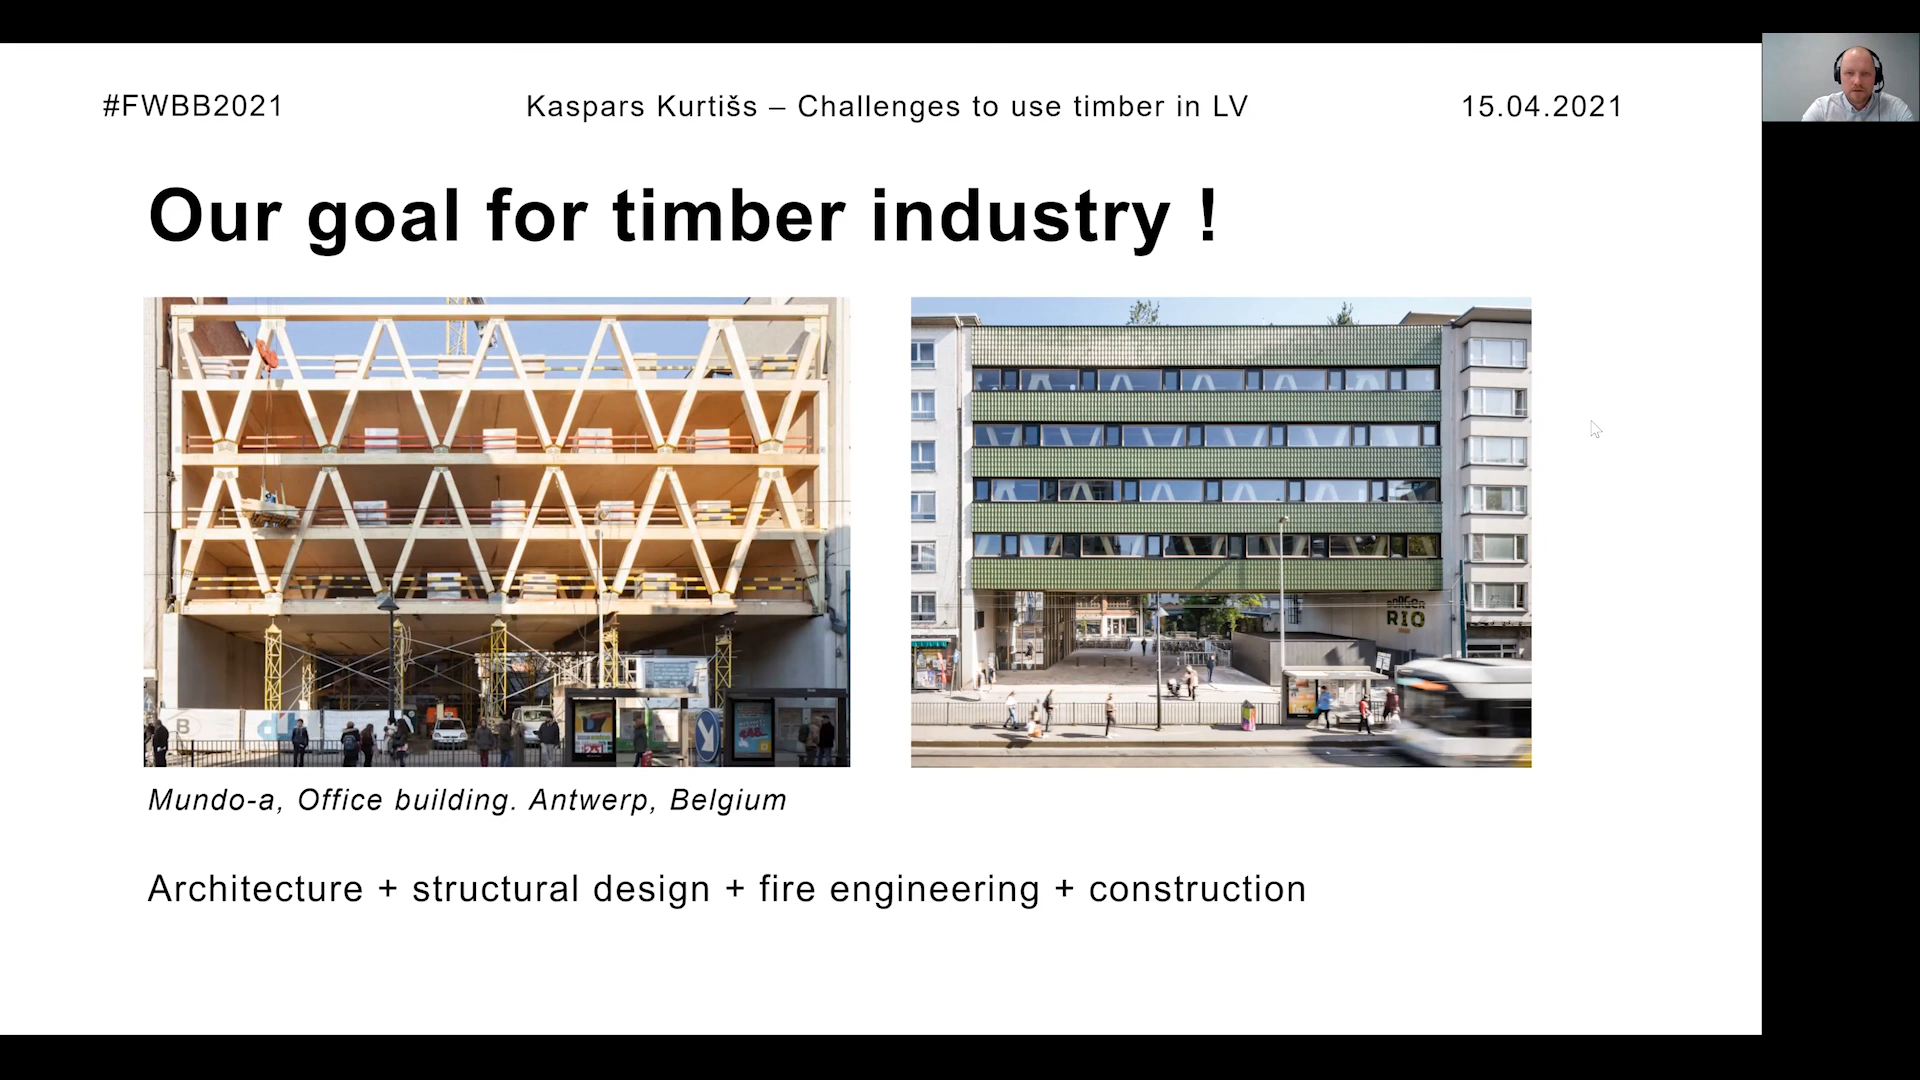 #FWBB2021
Kaspars Kurtišs – Challenges to use timber in LV
15.04.2021
Our goal for timber industry !
B
RIO
Mundo-a, Office building. Antwerp, Belgium
Architecture + structural design + fire engineering + construction